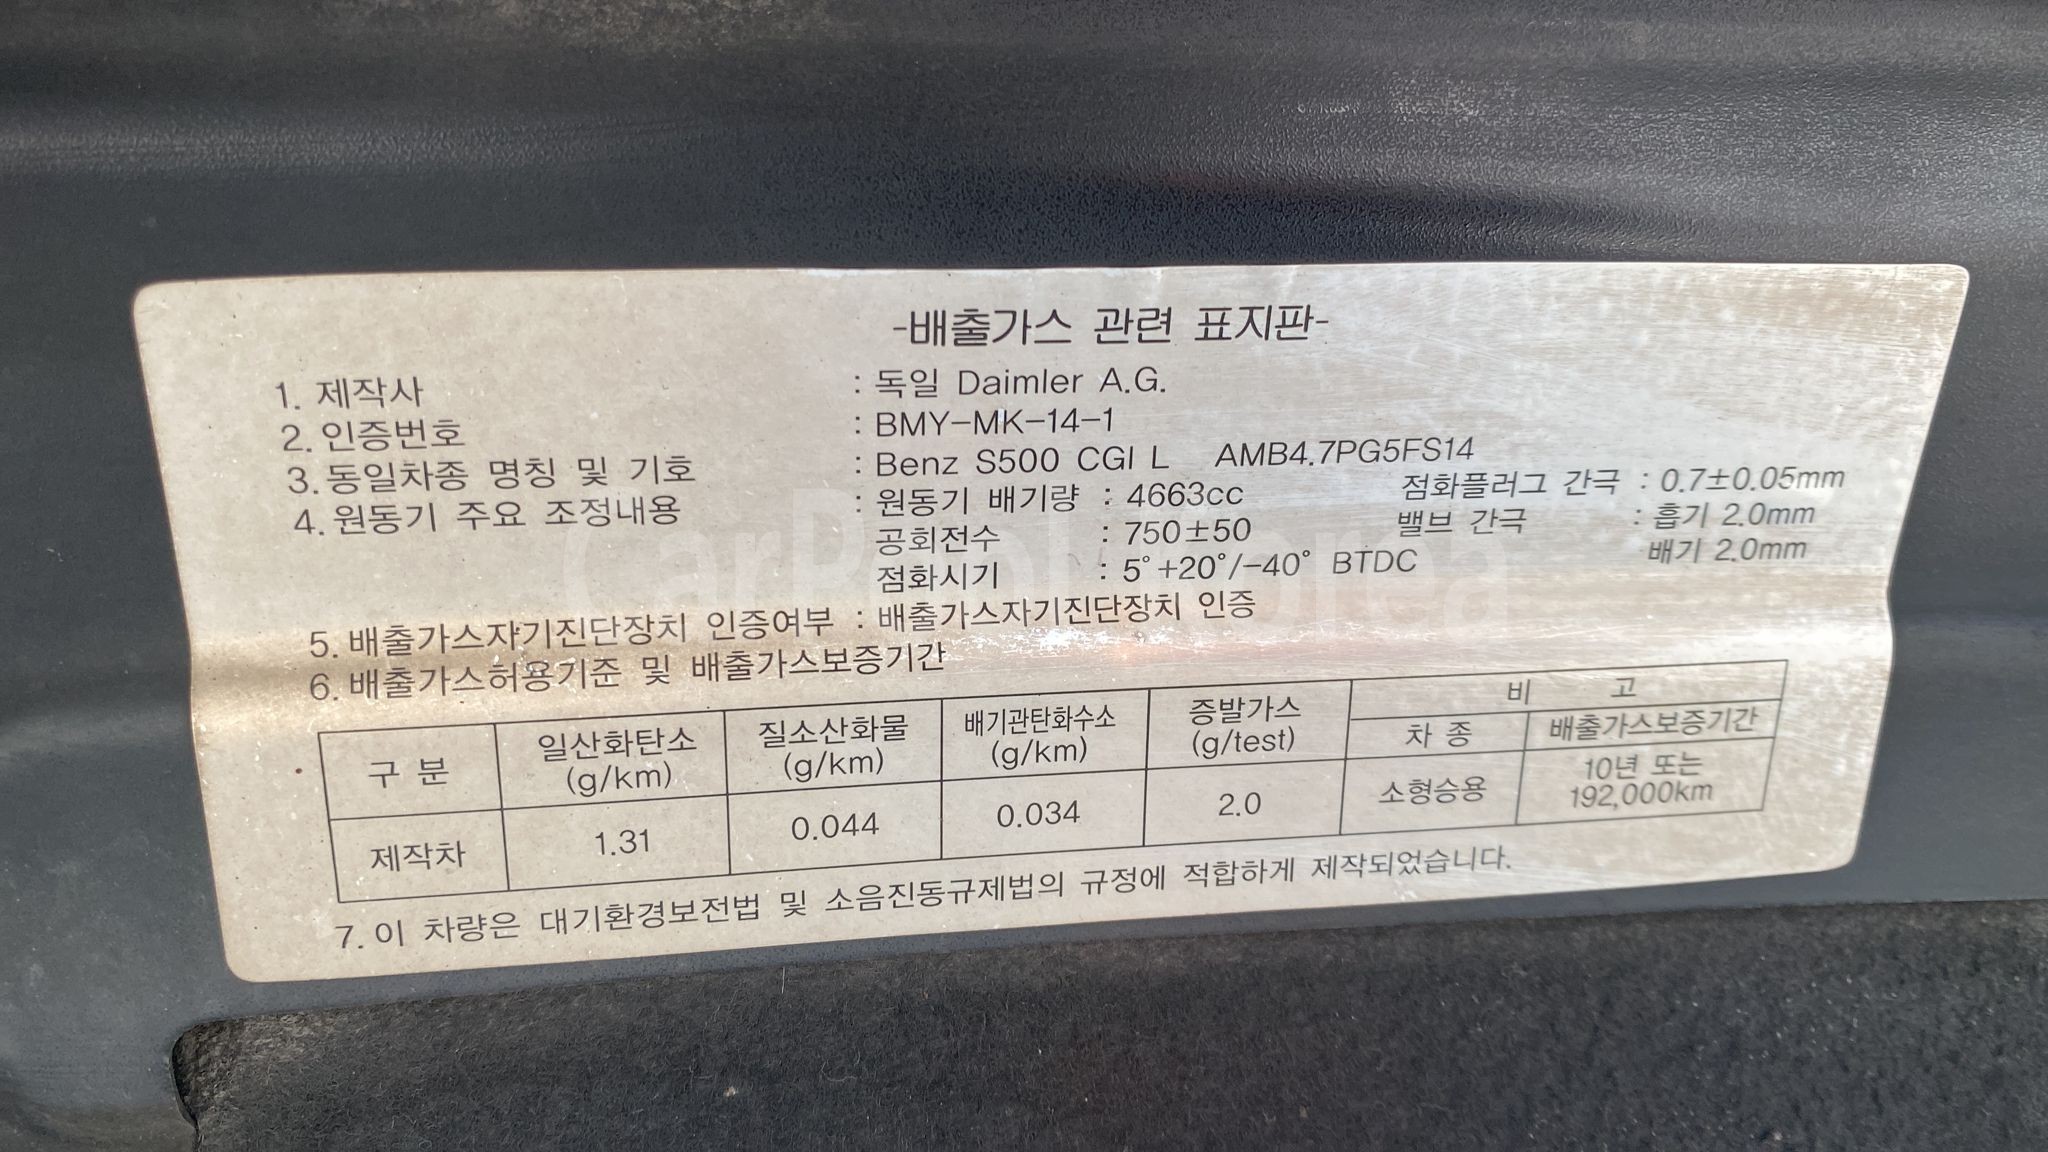 -배출가스 관련 표지판-
1. 제작사 : 독일 Daimler A.G.
2. 인증번호 : BMY-MK-14-1
3. 동일차종 명칭 및 기호 : Benz S500 CGI L AMB4.7PG5FS14
4. 원동기 주요 조정내용 : 원동기 배기량 : 4663cc 점화플러그 간극 : 0.7±0.05mm
공회전수 : 750±50 밸브 간극 : 흡기 2.0mm
점화시기 : 5°+20°/-40° BTDC 배기 2.0mm
5. 배출가스자기진단장치 인증여부 : 배출가스자기진단장치 인증
6. 배출가스허용기준 및 배출가스보증기간
구 분 일산화탄소 (g/km) 질소산화물 (g/km) 배기관탄화수소 (g/km) 증발가스 (g/test) 비 고
차 종 배출가스보증기간
제작차 1.31 0.044 0.034 2.0 소형승용 10년 또는 192,000km
7. 이 차량은 대기환경보전법 및 소음진동규제법의 규정에 적합하게 제작되었습니다.